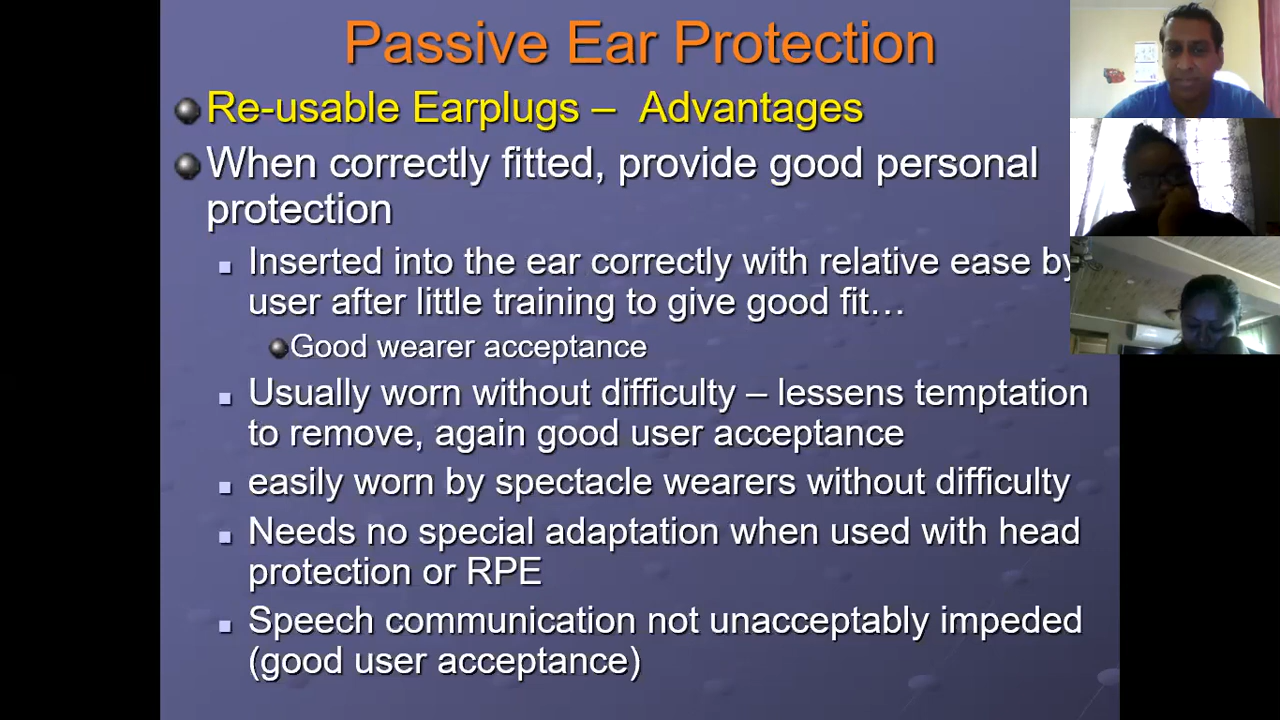 Passive Ear Protection
Re-usable Earplugs – Advantages
When correctly fitted, provide good personal
protection
Inserted into the ear correctly with relative ease by
user after little training to give good fit…
Good wearer acceptance
Usually worn without difficulty – lessens temptation
to remove, again good user acceptance
easily worn by spectacle wearers without difficulty
Needs no special adaptation when used with head
protection or RPE
Speech communication not unacceptably impeded
(good user acceptance)